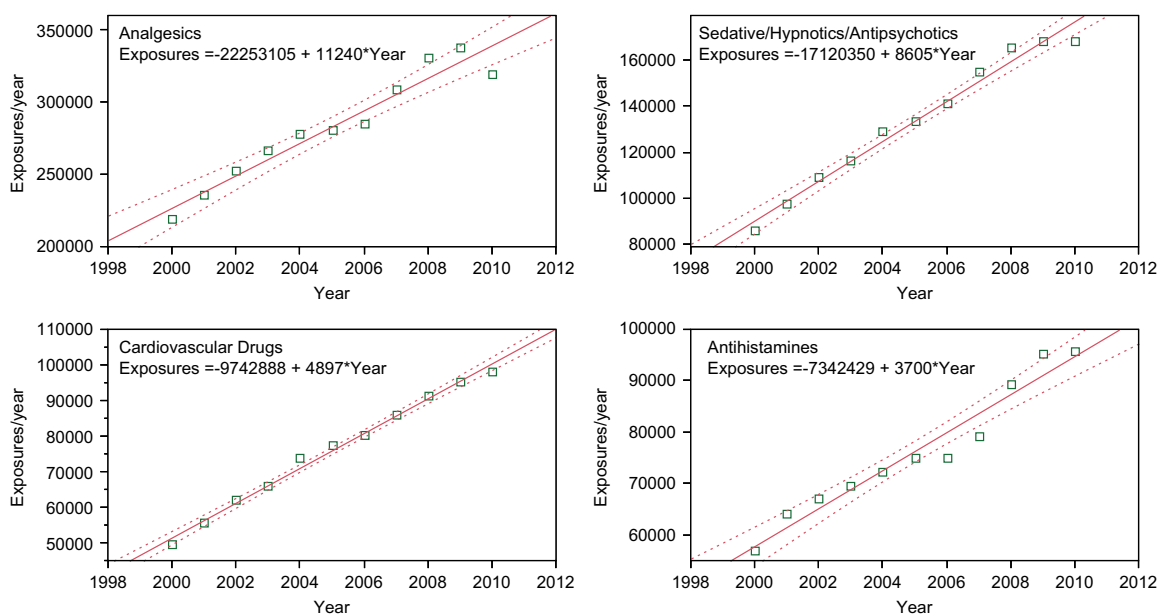 Analgesics
Exposures =-22253105 + 11240*Year
350000
300000
250000
200000
Exposures/year
1998 2000 2002 2004 2006 2008 2010 2012
Year
Sedative/Hypnotics/Antipsychotics
Exposures =-17120350 + 8605*Year
160000
140000
120000
100000
80000
Exposures/year
1998 2000 2002 2004 2006 2008 2010 2012
Year
Cardiovascular Drugs
Exposures =-9742888 + 4897*Year
110000
100000
90000
80000
70000
60000
50000
Exposures/year
1998 2000 2002 2004 2006 2008 2010 2012
Year
Antihistamines
Exposures =-7342429 + 3700*Year
100000
90000
80000
70000
60000
Exposures/year
1998 2000 2002 2004 2006 2008 2010 2012
Year